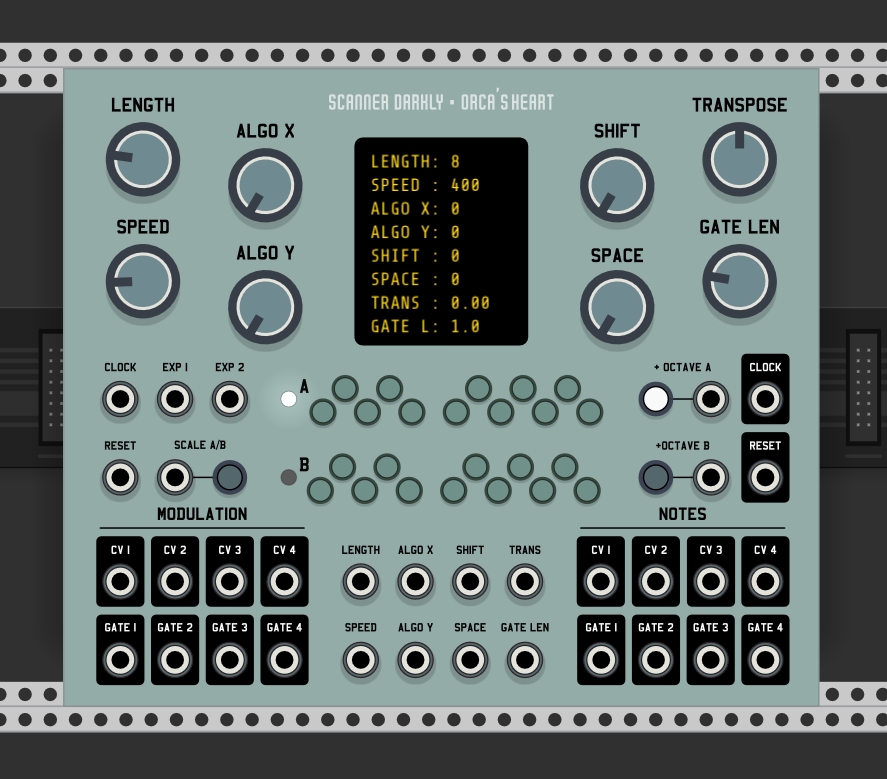 SCANNER DARKLY • ORCA'S HEART
LENGTH
TRANSPOSE
ALGO X
SHIFT
LENGTH: 8
SPEED : 400
ALGO X: 0
ALGO Y: 0
SHIFT : 0
SPACE : 0
TRANS : 0.00
GATE L: 1.0
SPEED
GATE LEN
ALGO Y
SPACE
CLOCK EXP 1 EXP 2
A
+ OCTAVE A
CLOCK
RESET SCALE A/B
B
+OCTAVE B
RESET
MODULATION
NOTES
CV 1 CV 2 CV 3 CV 4
LENGTH ALGO X SHIFT TRANS
CV 1 CV 2 CV 3 CV 4
GATE 1 GATE 2 GATE 3 GATE 4
SPEED ALGO Y SPACE GATE LEN
GATE 1 GATE 2 GATE 3 GATE 4